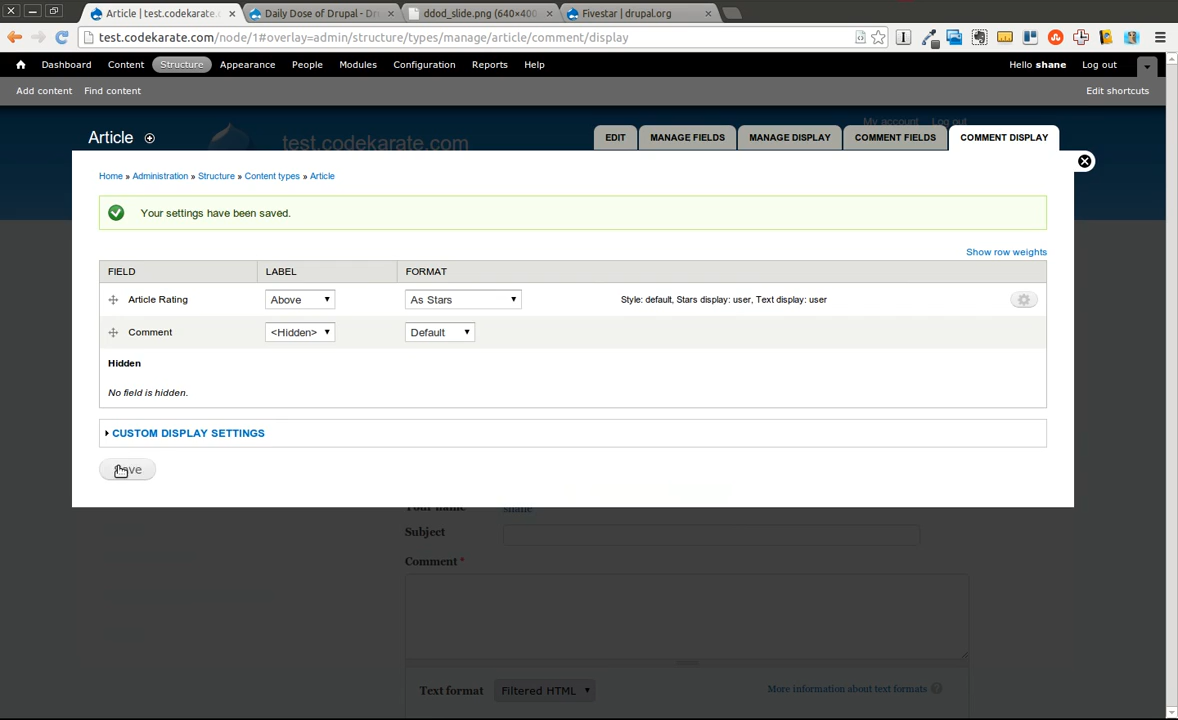 Article | test.codekarate.
Daily Dose of Drupal - Dr
ddod_slide.png (640×400
Fivestar | drupal.org
test.codekarate.com/node/1#overlay=admin/structure/types/manage/article/comment/display
Dashboard Content Structure Appearance People Modules Configuration Reports Help Hello shane Log out
Add content Find content Edit shortcuts
My account Log out
Article test.codekarate.com EDIT MANAGE FIELDS MANAGE DISPLAY COMMENT FIELDS COMMENT DISPLAY
Home » Administration » Structure » Content types » Article
Your settings have been saved.
Show row weights
FIELD LABEL FORMAT
Article Rating Above As Stars Style: default, Stars display: user, Text display: user
Comment <Hidden> Default
Hidden
No field is hidden.
CUSTOM DISPLAY SETTINGS
Save
Your name shane
Subject
Comment *
Text format Filtered HTML More information about text formats